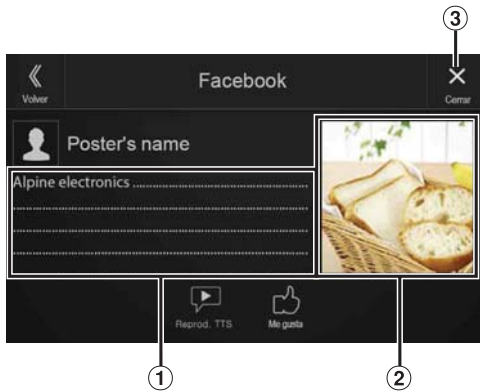 ③
Facebook
Volver
Cerrar
Poster's name
Alpine electronics ................................................
................................................................................
................................................................................
................................................................................
Reprod. TTS
Me gusta
①
②